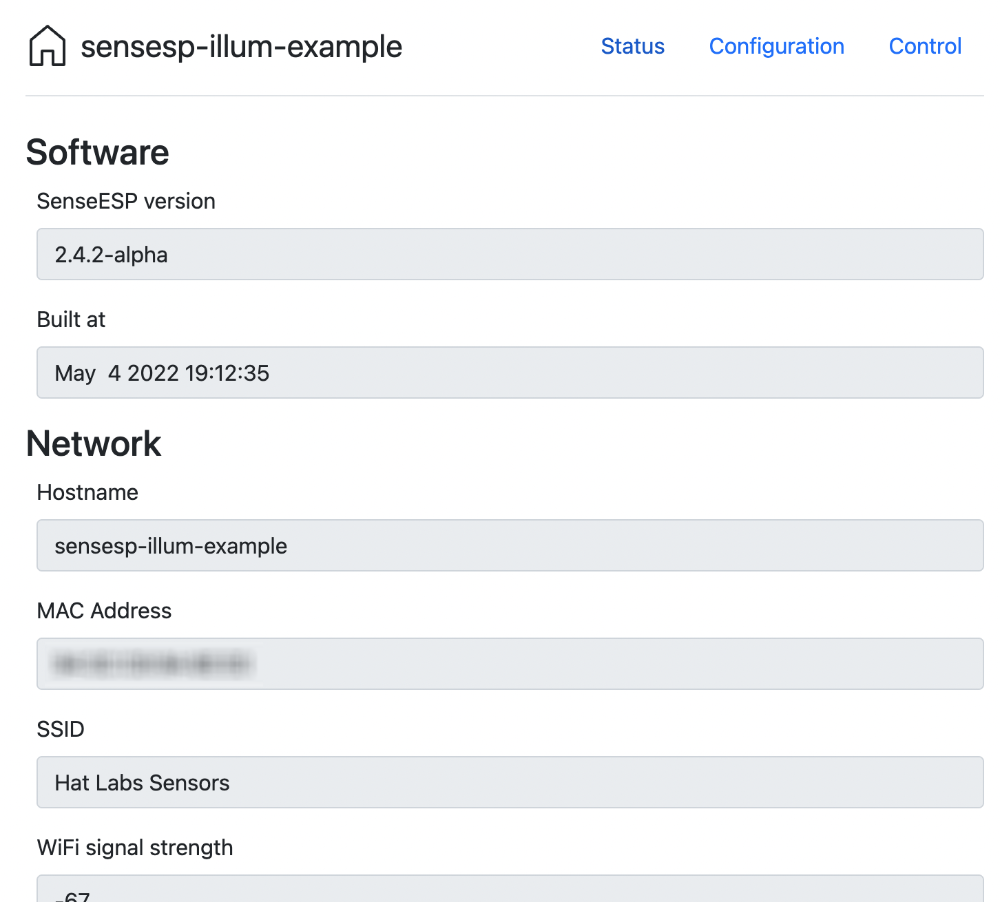 sensesp-illum-example
Status Configuration Control
Software
SenseESP version
2.4.2-alpha
Built at
May  4 2022 19:12:35
Network
Hostname
sensesp-illum-example
MAC Address
SSID
Hat Labs Sensors
WiFi signal strength
-67